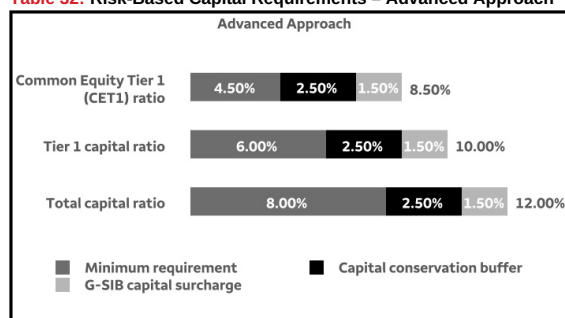 Table 32: Risk-Based Capital Requirements – Advanced Approach
Advanced Approach
Common Equity Tier 1
(CET1) ratio
4.50% 2.50% 1.50% 8.50%
Tier 1 capital ratio 6.00% 2.50% 1.50% 10.00%
Total capital ratio 8.00% 2.50% 1.50% 12.00%
Minimum requirement Capital conservation buffer
G-SIB capital surcharge